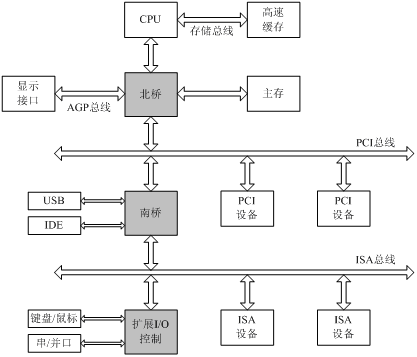 CPU
存储总线
高速
缓存
显示
接口
AGP总线
北桥
主存
PCI总线
USB
IDE
南桥
PCI
设备
PCI
设备
ISA总线
键盘/鼠标
串/并口
扩展I/O
控制
ISA
设备
ISA
设备